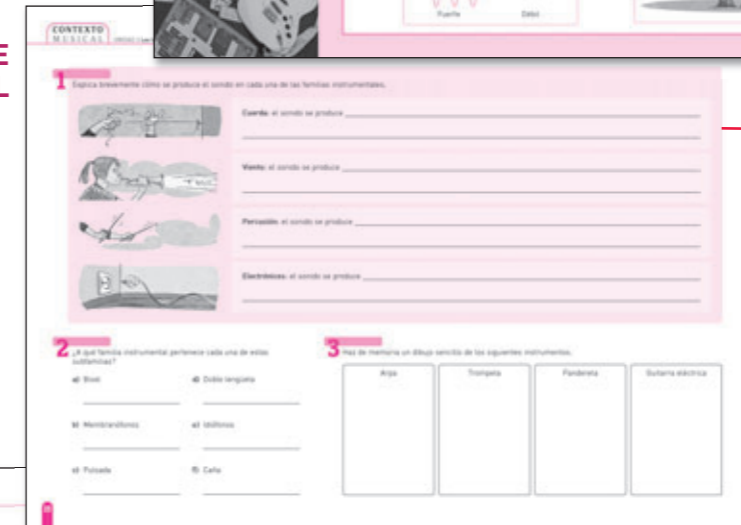 Fuerte Débil
CONTEXTO
MUSICAL
E
L
1 Explica brevemente cómo se produce el sonido en cada una de las familias instrumentales.
Cuerda: el sonido se produce
Viento: el sonido se produce
Percusión: el sonido se produce
Electrónicos: el sonido se produce
2 ¿A qué familia instrumental pertenece cada una de estas
subfamilias?
a) Bisel d) Doble lengüeta
b) Membranófonos e) Idiófonos
c) Pulsada f) Caña
3 Haz de memoria un dibujo sencillo de los siguientes instrumentos.
Arpa Trompeta Pandereta Guitarra eléctrica